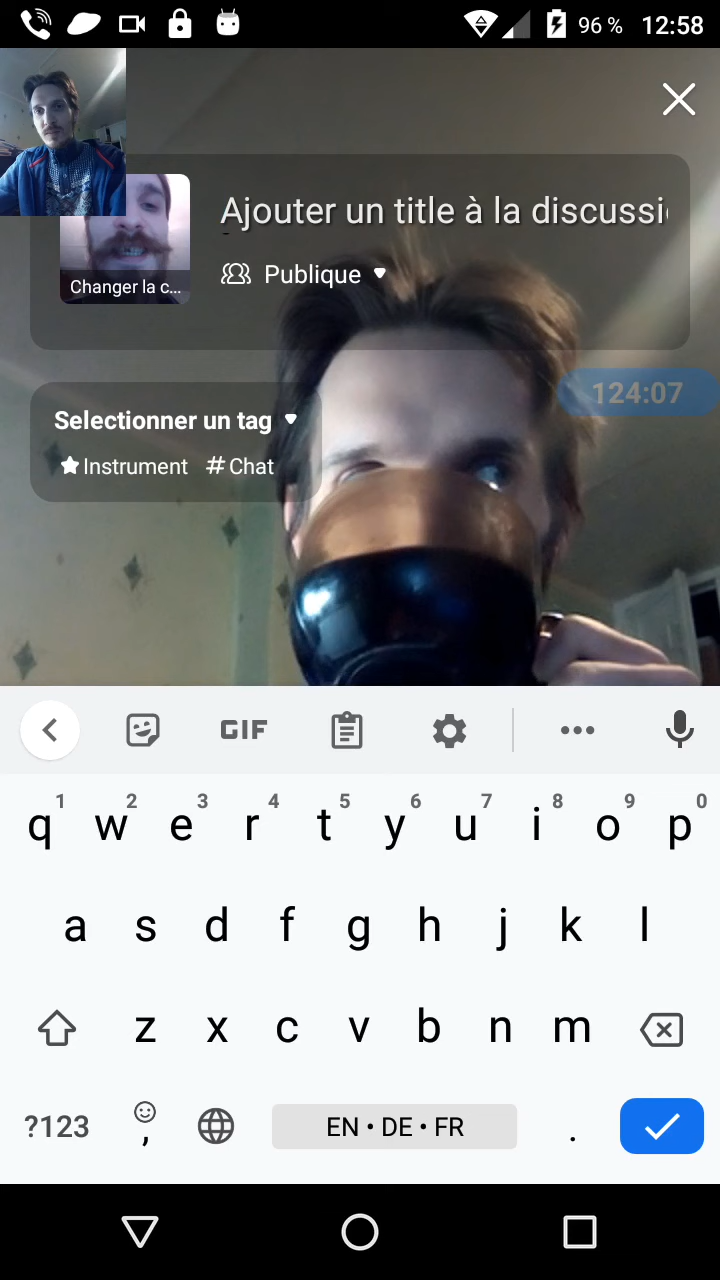 96 % 12:58
Ajouter un title à la discussi
Publique
Changer la c...
124:07
Selectionner un tag
Instrument #Chat
GIF
1 2 3 4 5 6 7 8 9 0
q w e r t y u i o p
a s d f g h j k l
z x c v b n m
?123 , EN • DE • FR .